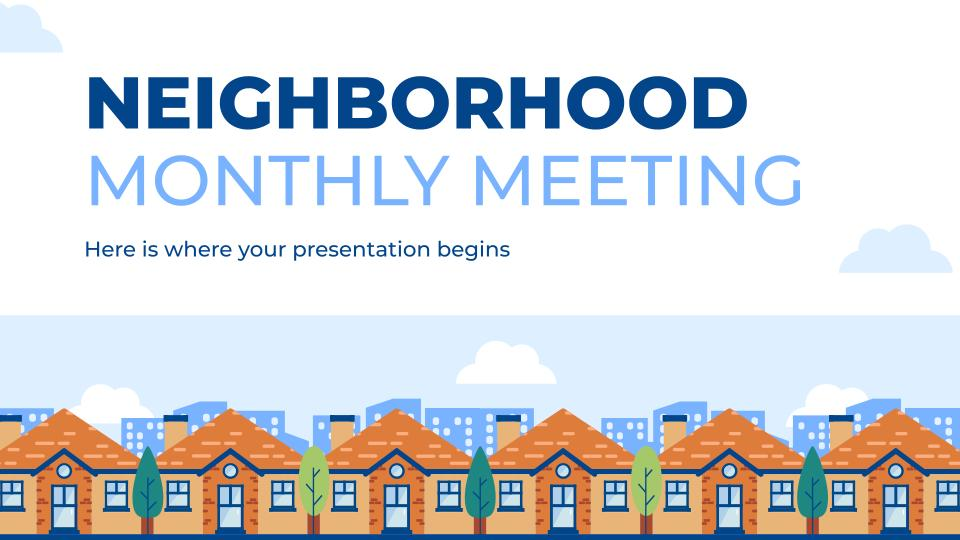 NEIGHBORHOOD
MONTHLY MEETING
Here is where your presentation begins